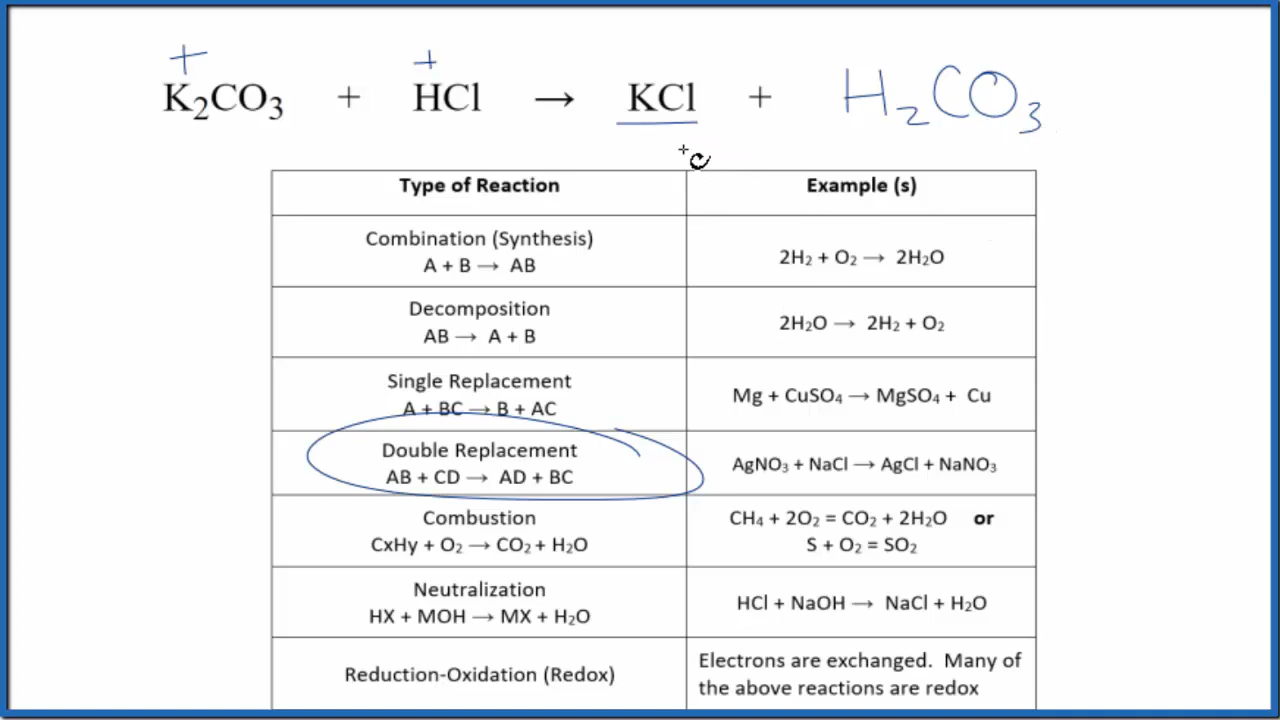 + +
K₂CO₃ + HCl → KCl + H₂CO₃
Type of Reaction Example (s)
Combination (Synthesis)
A + B → AB
2H₂ + O₂ → 2H₂O
Decomposition
AB → A + B
2H₂O → 2H₂ + O₂
Single Replacement
A + BC → B + AC
Mg + CuSO₄ → MgSO₄ + Cu
Double Replacement
AB + CD → AD + BC
AgNO₃ + NaCl → AgCl + NaNO₃
Combustion
CxHy + O₂ → CO₂ + H₂O
CH₄ + 2O₂ = CO₂ + 2H₂O or
S + O₂ = SO₂
Neutralization
HX + MOH → MX + H₂O
HCl + NaOH → NaCl + H₂O
Reduction-Oxidation (Redox)
Electrons are exchanged. Many of
the above reactions are redox